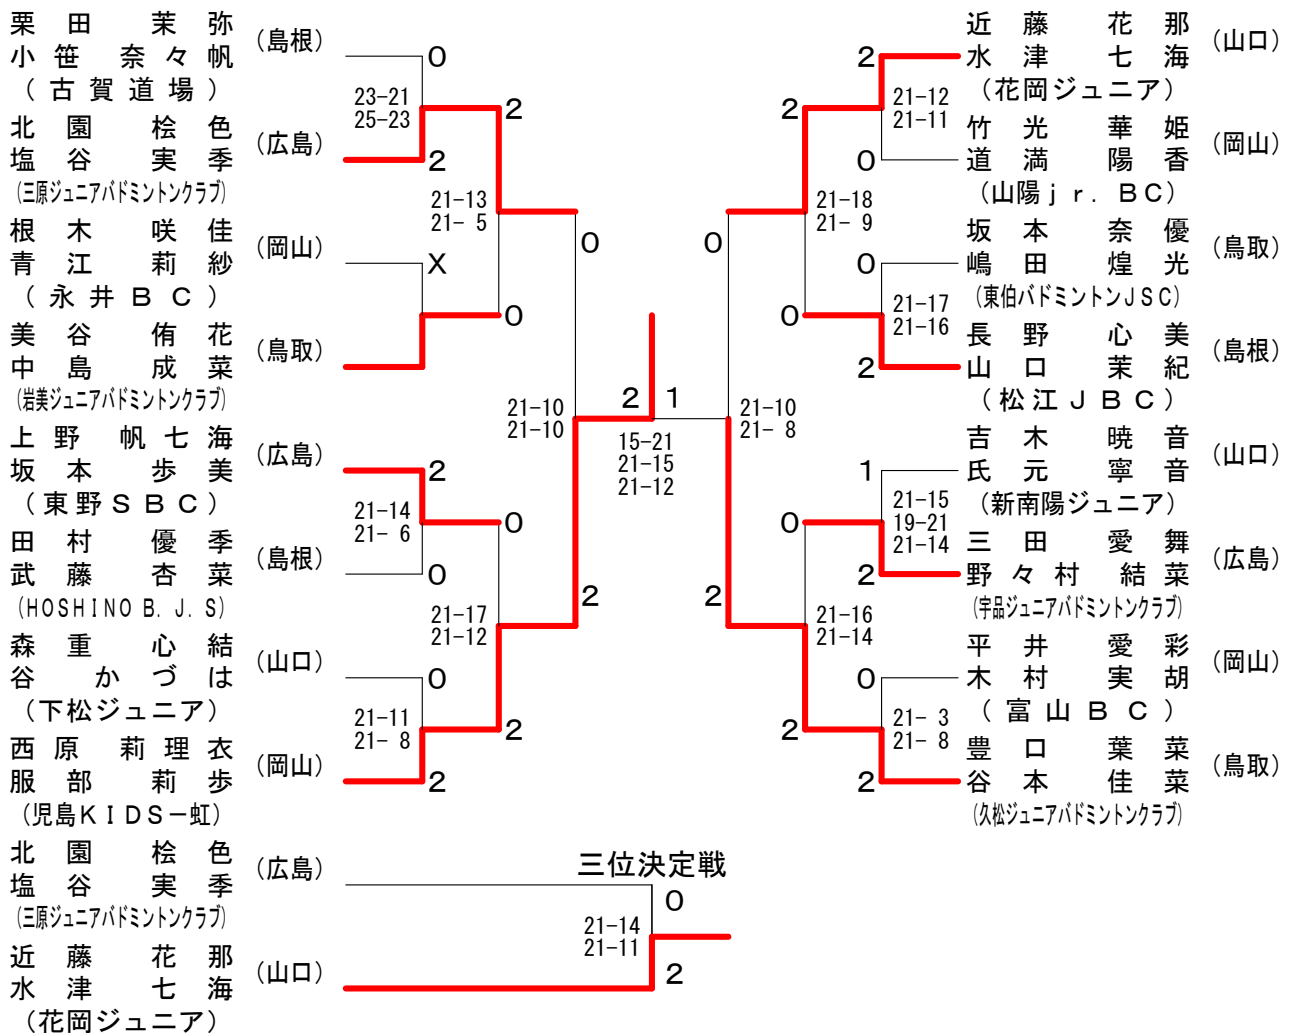 栗田 茉弥
小笹 奈々帆
(古賀道場)
(島根)
0
23-21
25-23
2
北園 桧色
塩谷 実季
(三原ジュニアバドミントンクラブ)
(広島)
2
21-13
21- 5
0
根木 咲佳
青江 莉紗
(永井BC)
(岡山)
X
0
美谷 侑花
中島 成菜
(岩美ジュニアバドミントンクラブ)
(鳥取)
21-10
21-10
上野 帆七海
坂本 歩美
(東野SBC)
(広島)
2
21-14
21- 6
0
田村 優季
武藤 杏菜
(HOSHINO B.J.S)
(島根)
0
21-17
21-12
2
森重 心結
谷 かづは
(下松ジュニア)
(山口)
0
21-11
21- 8
2
西原 莉理衣
服部 莉歩
(児島KIDS-虹)
(岡山)
2
2
1
15-21
21-15
21-12
近藤 花那
水津 七海
(花岡ジュニア)
(山口)
2
21-12
21-11
2
竹光 華姫
道満 陽香
(山陽jr.BC)
(岡山)
0
21-18
21- 9
0
坂本 奈優
嶋田 煌光
(東伯バドミントンJSC)
(鳥取)
0
21-17
21-16
0
長野 心美
山口 茉紀
(松江JBC)
(島根)
2
21-10
21- 8
吉木 暁音
氏元 寧音
(新南陽ジュニア)
(山口)
1
21-15
19-21
21-14
0
三田 愛舞
野々村 結菜
(宇品ジュニアバドミントンクラブ)
(広島)
2
21-16
21-14
2
平井 愛彩
木村 実胡
(富山BC)
(岡山)
0
21- 3
21- 8
2
豊口 葉菜
谷本 佳菜
(久松ジュニアバドミントンクラブ)
(鳥取)
2
三位決定戦
北園 桧色
塩谷 実季
(三原ジュニアバドミントンクラブ)
(広島)
0
21-14
21-11
近藤 花那
水津 七海
(花岡ジュニア)
(山口)
2